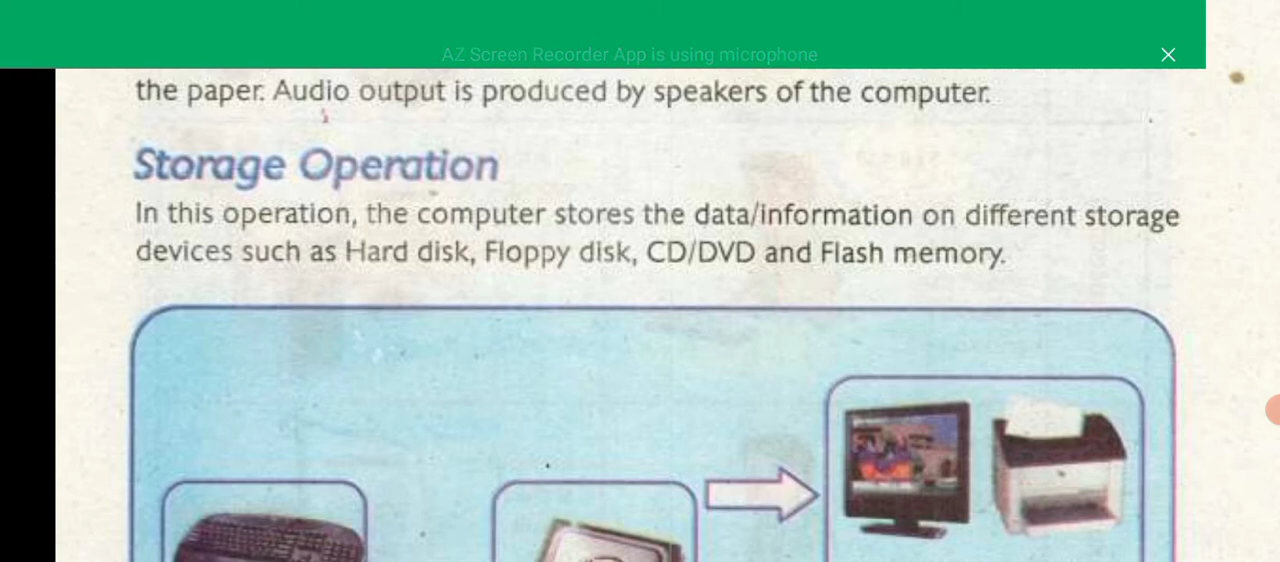 AZ Screen Recorder App is using microphone
the paper. Audio output is produced by speakers of the computer.
Storage Operation
In this operation, the computer stores the data/information on different storage
devices such as Hard disk, Floppy disk, CD/DVD and Flash memory.